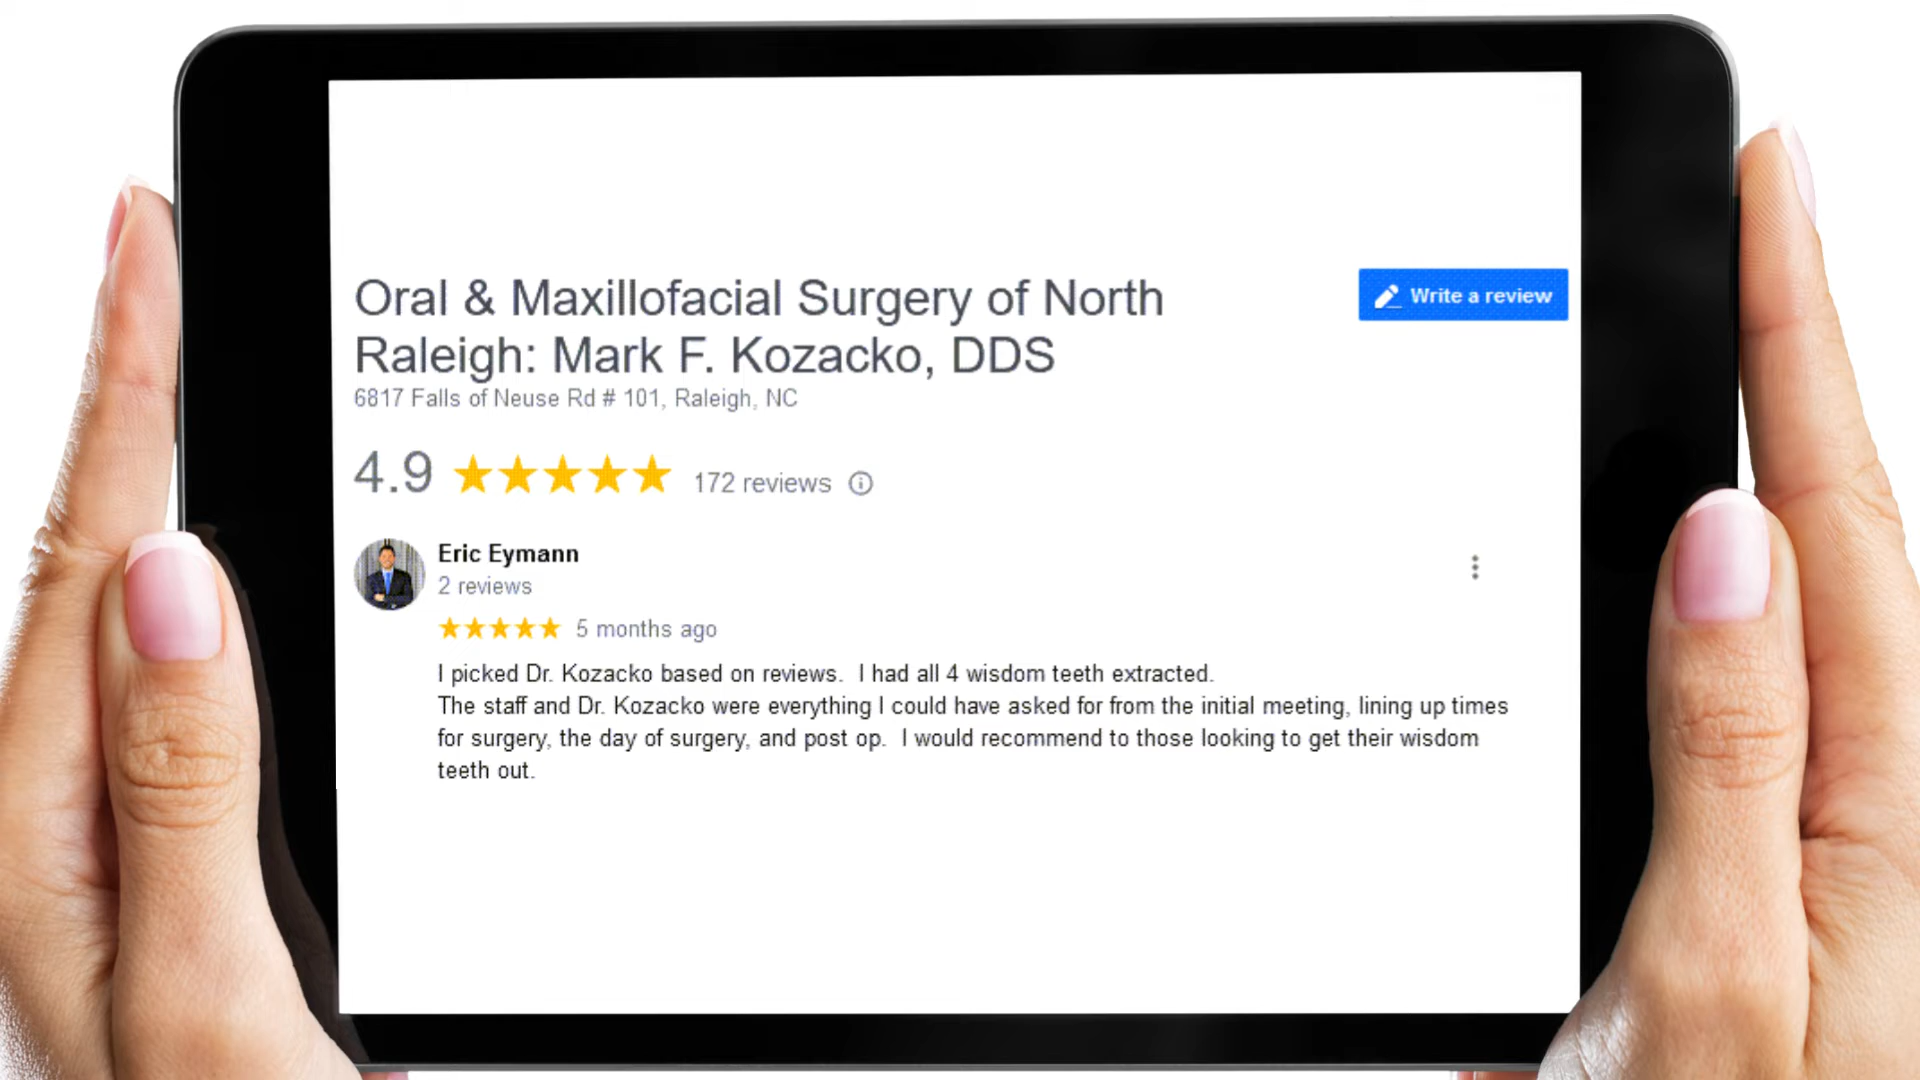 Oral & Maxillofacial Surgery of North
Raleigh: Mark F. Kozacko, DDS
Write a review
6817 Falls of Neuse Rd # 101, Raleigh, NC
4.9 172 reviews
Eric Eymann
2 reviews
5 months ago
I picked Dr. Kozacko based on reviews. I had all 4 wisdom teeth extracted.
The staff and Dr. Kozacko were everything I could have asked for from the initial meeting, lining up times
for surgery, the day of surgery, and post op. I would recommend to those looking to get their wisdom
teeth out.